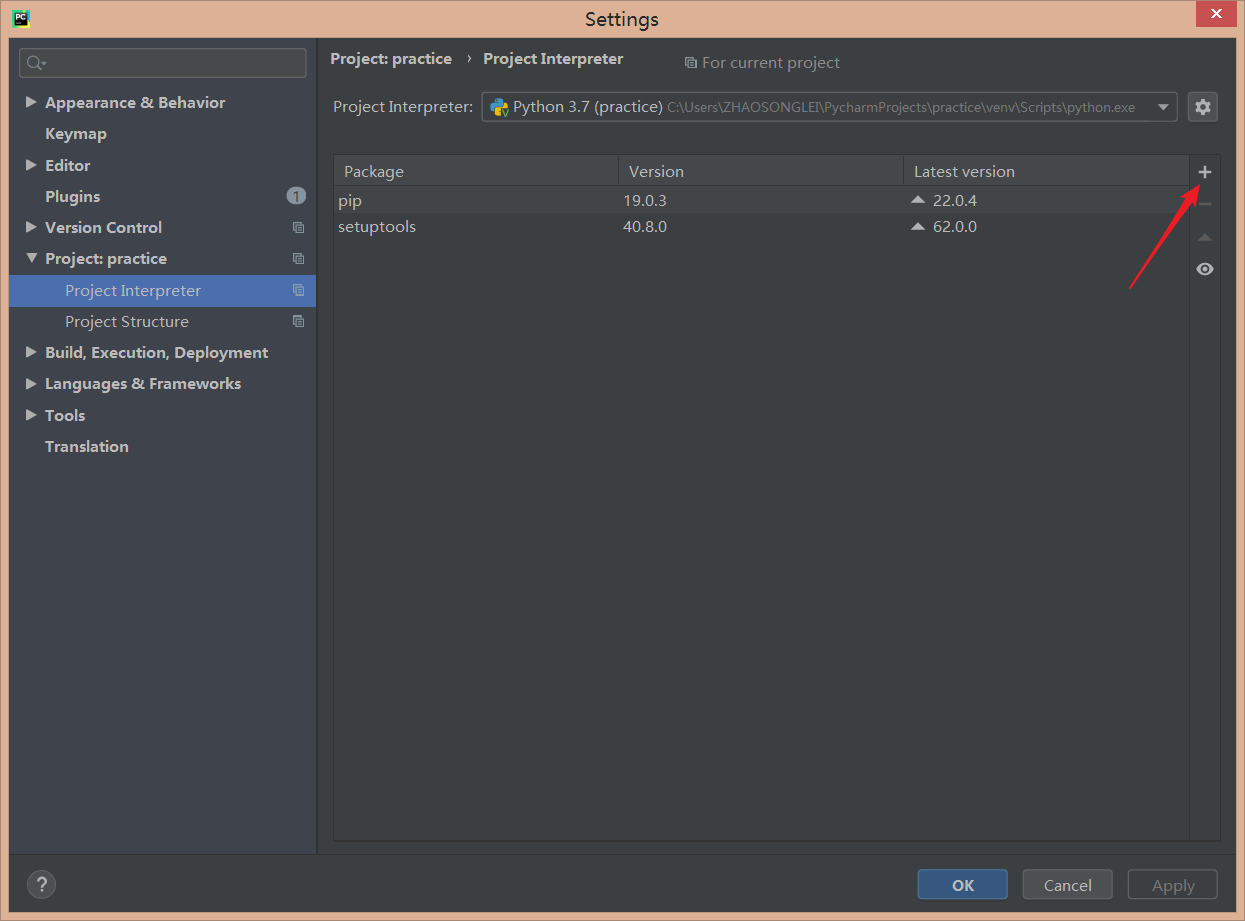 Settings
Project: practice › Project Interpreter For current project
Appearance & Behavior
Keymap
Editor
Plugins 1
Version Control
Project: practice
Project Interpreter
Project Structure
Build, Execution, Deployment
Languages & Frameworks
Tools
Translation
Project Interpreter: Python 3.7 (practice) C:\Users\ZHAOSONGLEI\PycharmProjects\practice\venv\Scripts\python.exe
Package Version Latest version
pip 19.0.3 22.0.4
setuptools 40.8.0 62.0.0
? OK Cancel Apply